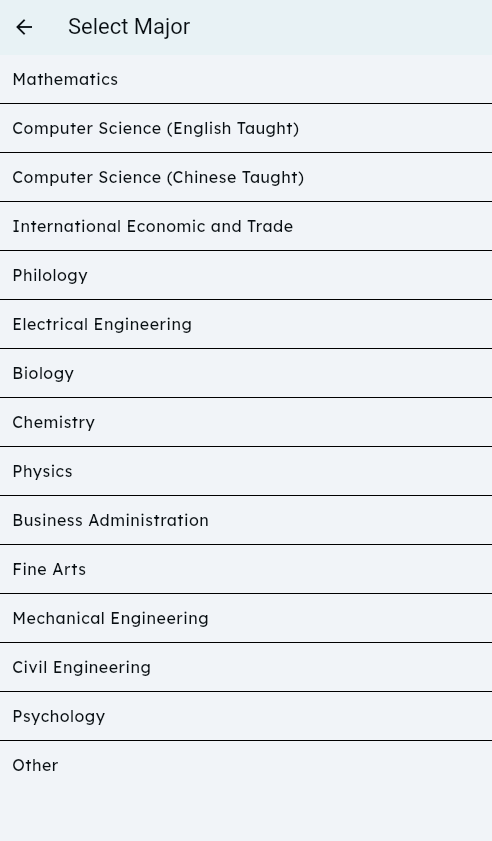 Select Major
Mathematics
Computer Science (English Taught)
Computer Science (Chinese Taught)
International Economic and Trade
Philology
Electrical Engineering
Biology
Chemistry
Physics
Business Administration
Fine Arts
Mechanical Engineering
Civil Engineering
Psychology
Other